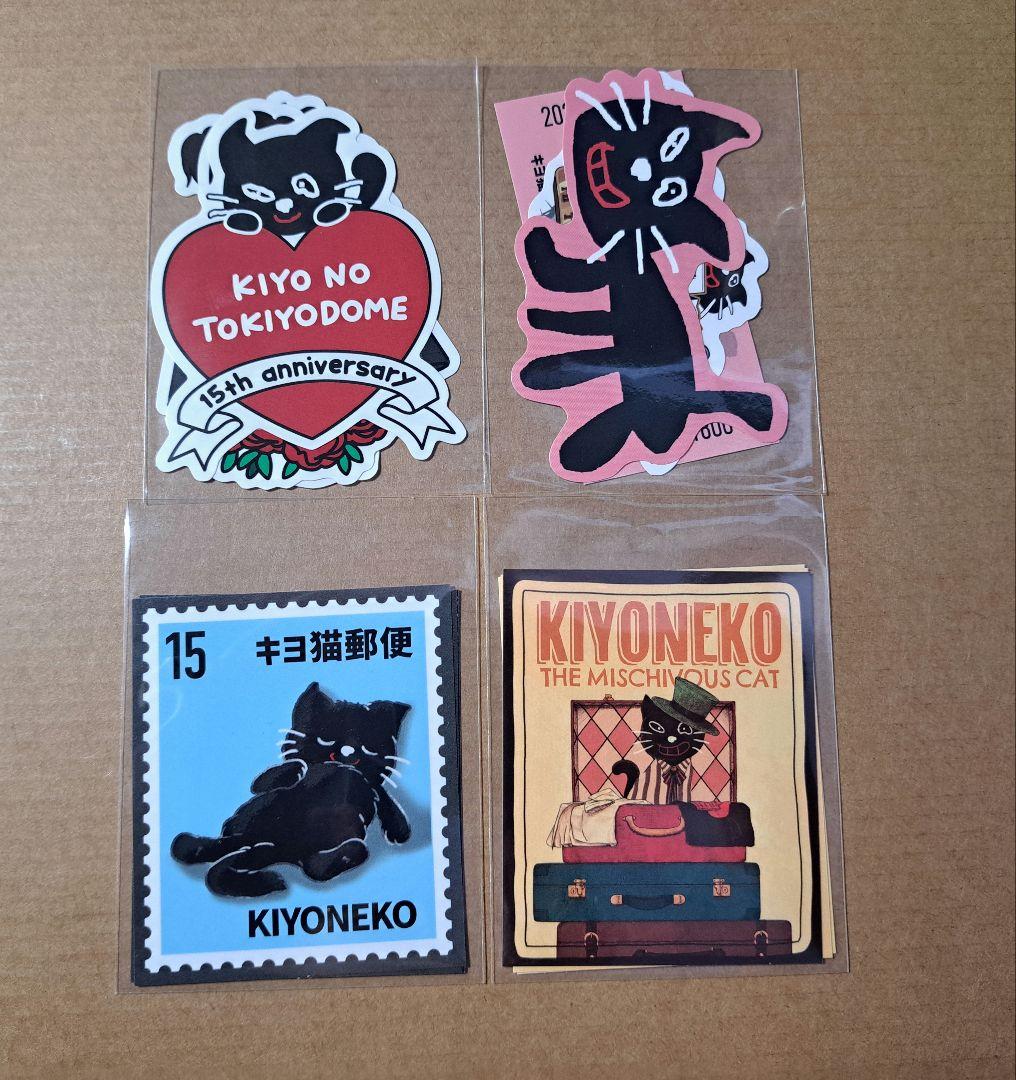 KIYO NO
TOKIYODOME
15th anniversary
15
キヨ猫郵便
KIYONEKO
KIYONEKO
THE MISCHIVOUS CAT